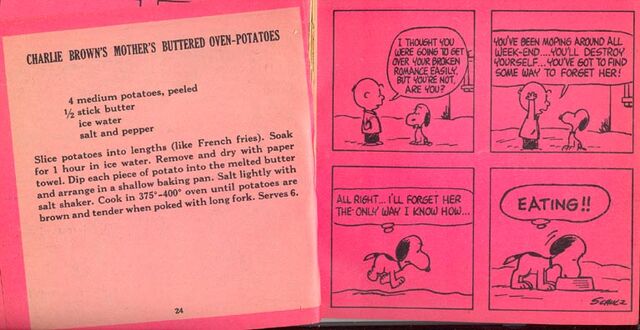 CHARLIE BROWN'S MOTHER'S BUTTERED OVEN-POTATOES
4 medium potatoes, peeled
½ stick butter
ice water
salt and pepper
Slice potatoes into lengths (like French fries). Soak
for 1 hour in ice water. Remove and dry with paper
towel. Dip each piece of potato into the melted butter
and arrange in a shallow baking pan. Salt lightly with
salt shaker. Cook in 375°-400° oven until potatoes are
brown and tender when poked with long fork. Serves 6.
24
I THOUGHT YOU
WERE GOING TO GET
OVER YOUR BROKEN
ROMANCE EASILY,
BUT YOU'RE NOT,
ARE YOU?
YOU'VE BEEN MOPING AROUND ALL
WEEK-END....YOU'LL DESTROY
YOURSELF...YOU'VE GOT TO FIND
SOME WAY TO FORGET HER!
ALL RIGHT... I'LL FORGET HER
THE ONLY WAY I KNOW HOW...
EATING!!
SCHULZ